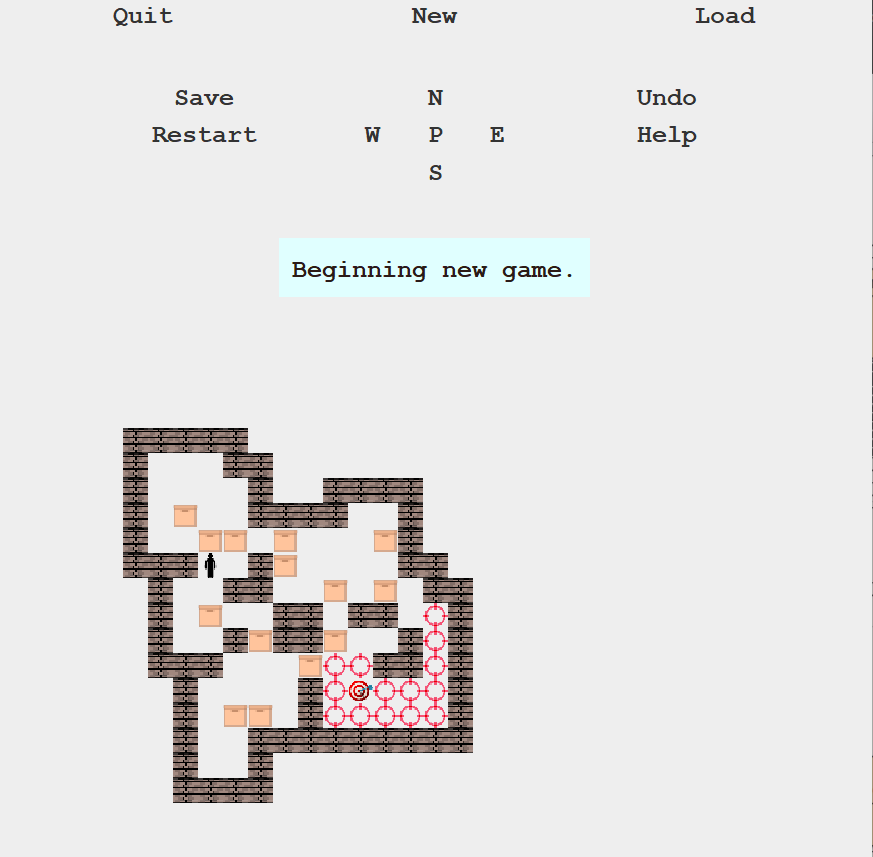 Quit New Load
Save N Undo
Restart W P E Help
S
Beginning new game.